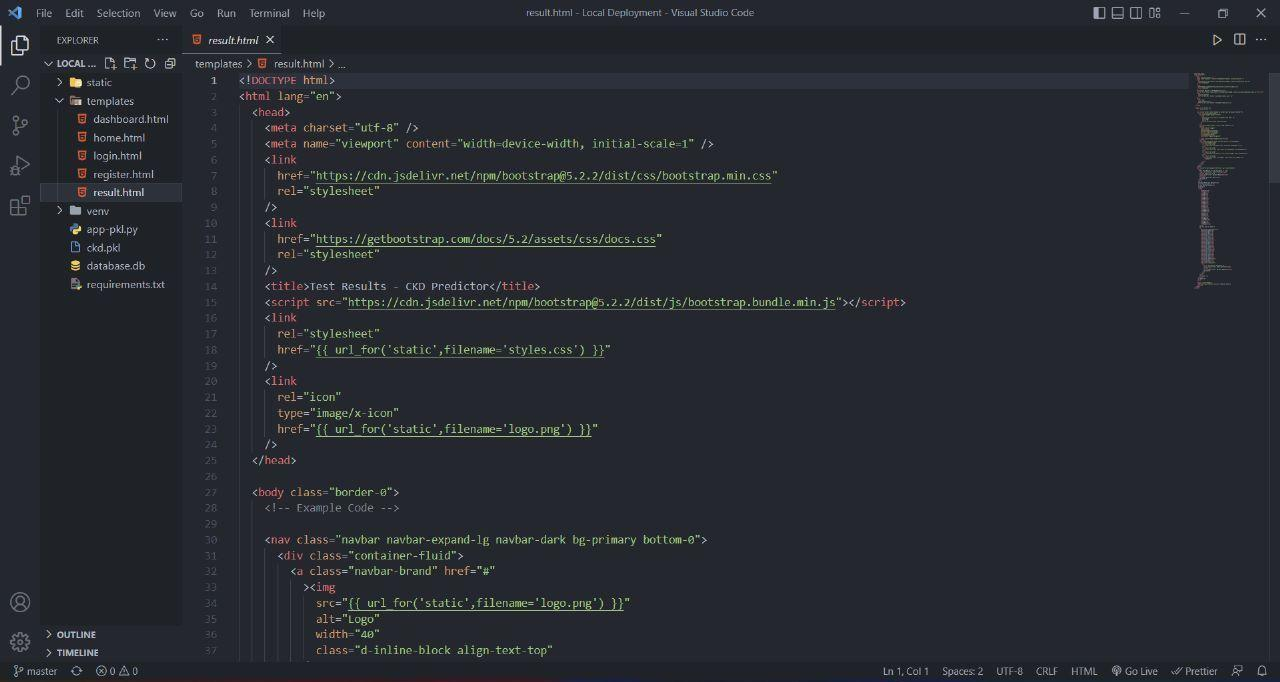 File Edit Selection View Go Run Terminal Help result.html - Local Deployment - Visual Studio Code
EXPLORER
LOCAL ...
static
templates
dashboard.html
home.html
login.html
register.html
result.html
venv
app-pkl.py
ckd.pkl
database.db
requirements.txt
OUTLINE
TIMELINE
result.html
templates > result.html > ...
1 <!DOCTYPE html>
2 <html lang="en">
3 <head>
4 <meta charset="utf-8" />
5 <meta name="viewport" content="width=device-width, initial-scale=1" />
6 <link
7 href="https://cdn.jsdelivr.net/npm/bootstrap@5.2.2/dist/css/bootstrap.min.css"
8 rel="stylesheet"
9 />
10 <link
11 href="https://getbootstrap.com/docs/5.2/assets/css/docs.css"
12 rel="stylesheet"
13 />
14 <title>Test Results - CKD Predictor</title>
15 <script src="https://cdn.jsdelivr.net/npm/bootstrap@5.2.2/dist/js/bootstrap.bundle.min.js"></script>
16 <link
17 rel="stylesheet"
18 href="{{ url_for('static',filename='styles.css') }}"
19 />
20 <link
21 rel="icon"
22 type="image/x-icon"
23 href="{{ url_for('static',filename='logo.png') }}"
24 />
25 </head>
26
27 <body class="border-0">
28 <!-- Example Code -->
29
30 <nav class="navbar navbar-expand-lg navbar-dark bg-primary bottom-0">
31 <div class="container-fluid">
32 <a class="navbar-brand" href="#"
33 ><img
34 src="{{ url_for('static',filename='logo.png') }}"
35 alt="Logo"
36 width="40"
37 class="d-inline-block align-text-top"
master 0 0 Ln 1, Col 1 Spaces: 2 UTF-8 CRLF HTML Go Live Prettier